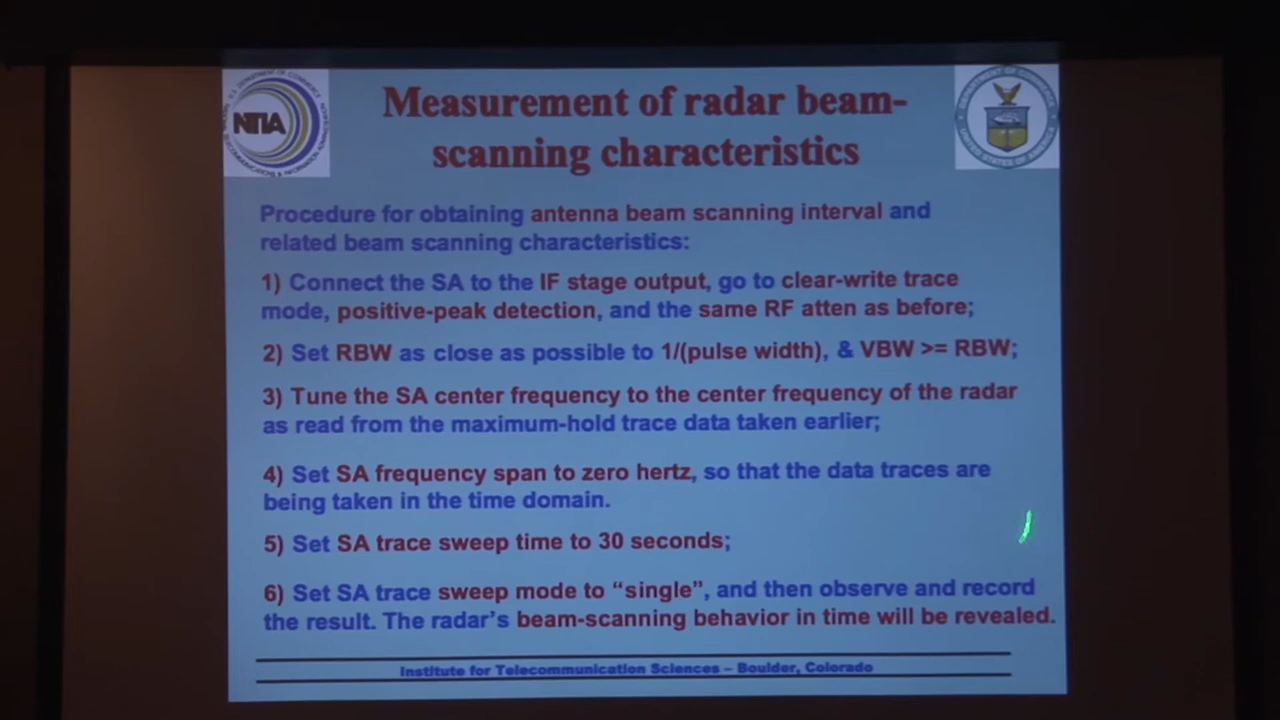 NTIA
Measurement of radar beam-
scanning characteristics
Procedure for obtaining antenna beam scanning interval and
related beam scanning characteristics:
1) Connect the SA to the IF stage output, go to clear-write trace
mode, positive-peak detection, and the same RF atten as before;
2) Set RBW as close as possible to 1/(pulse width), & VBW >= RBW;
3) Tune the SA center frequency to the center frequency of the radar
as read from the maximum-hold trace data taken earlier;
4) Set SA frequency span to zero hertz, so that the data traces are
being taken in the time domain.
5) Set SA trace sweep time to 30 seconds;
6) Set SA trace sweep mode to “single”, and then observe and record
the result. The radar’s beam-scanning behavior in time will be revealed.
Institute for Telecommunication Sciences – Boulder, Colorado